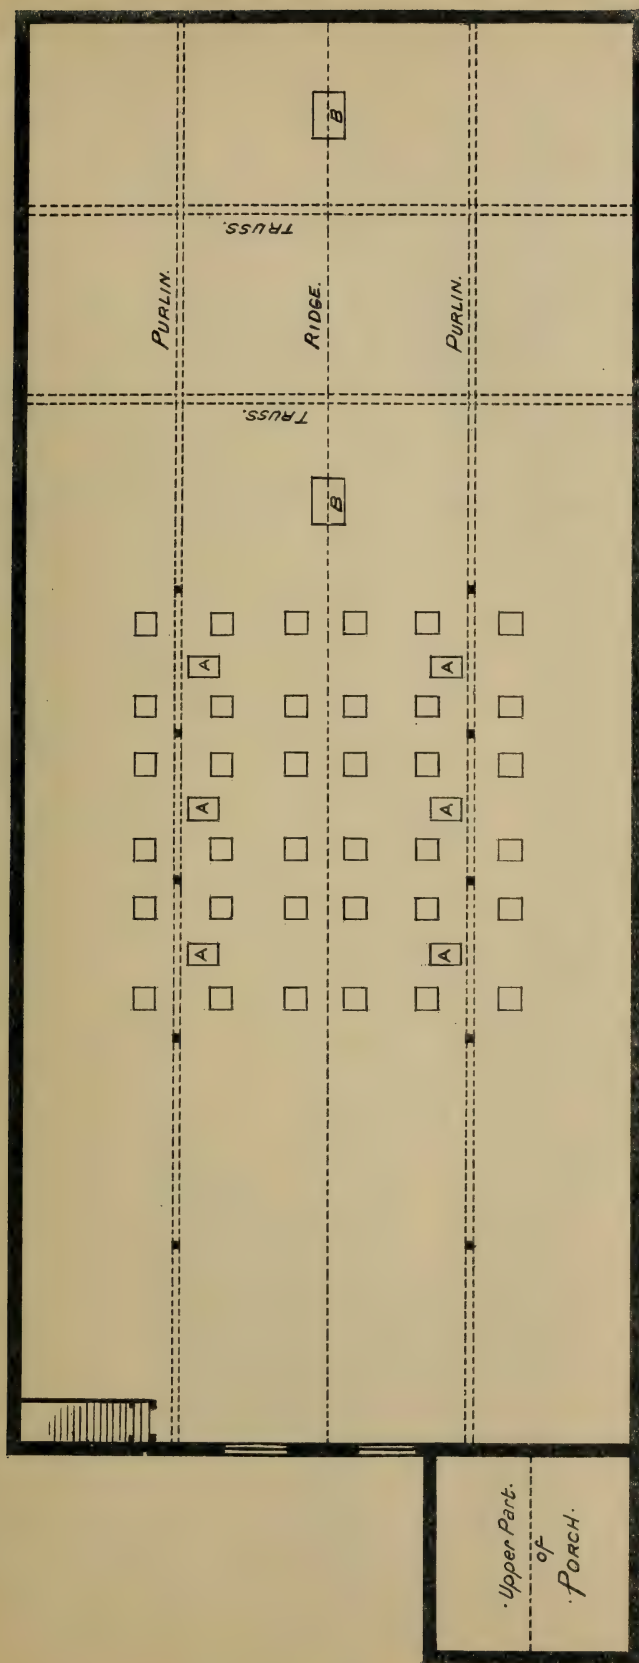 B
TRUSS.
PURLIN.
RIDGE.
PURLIN.
TRUSS.
B
A
A
A
A
A
A
·Upper Part·
of
·PORCH·